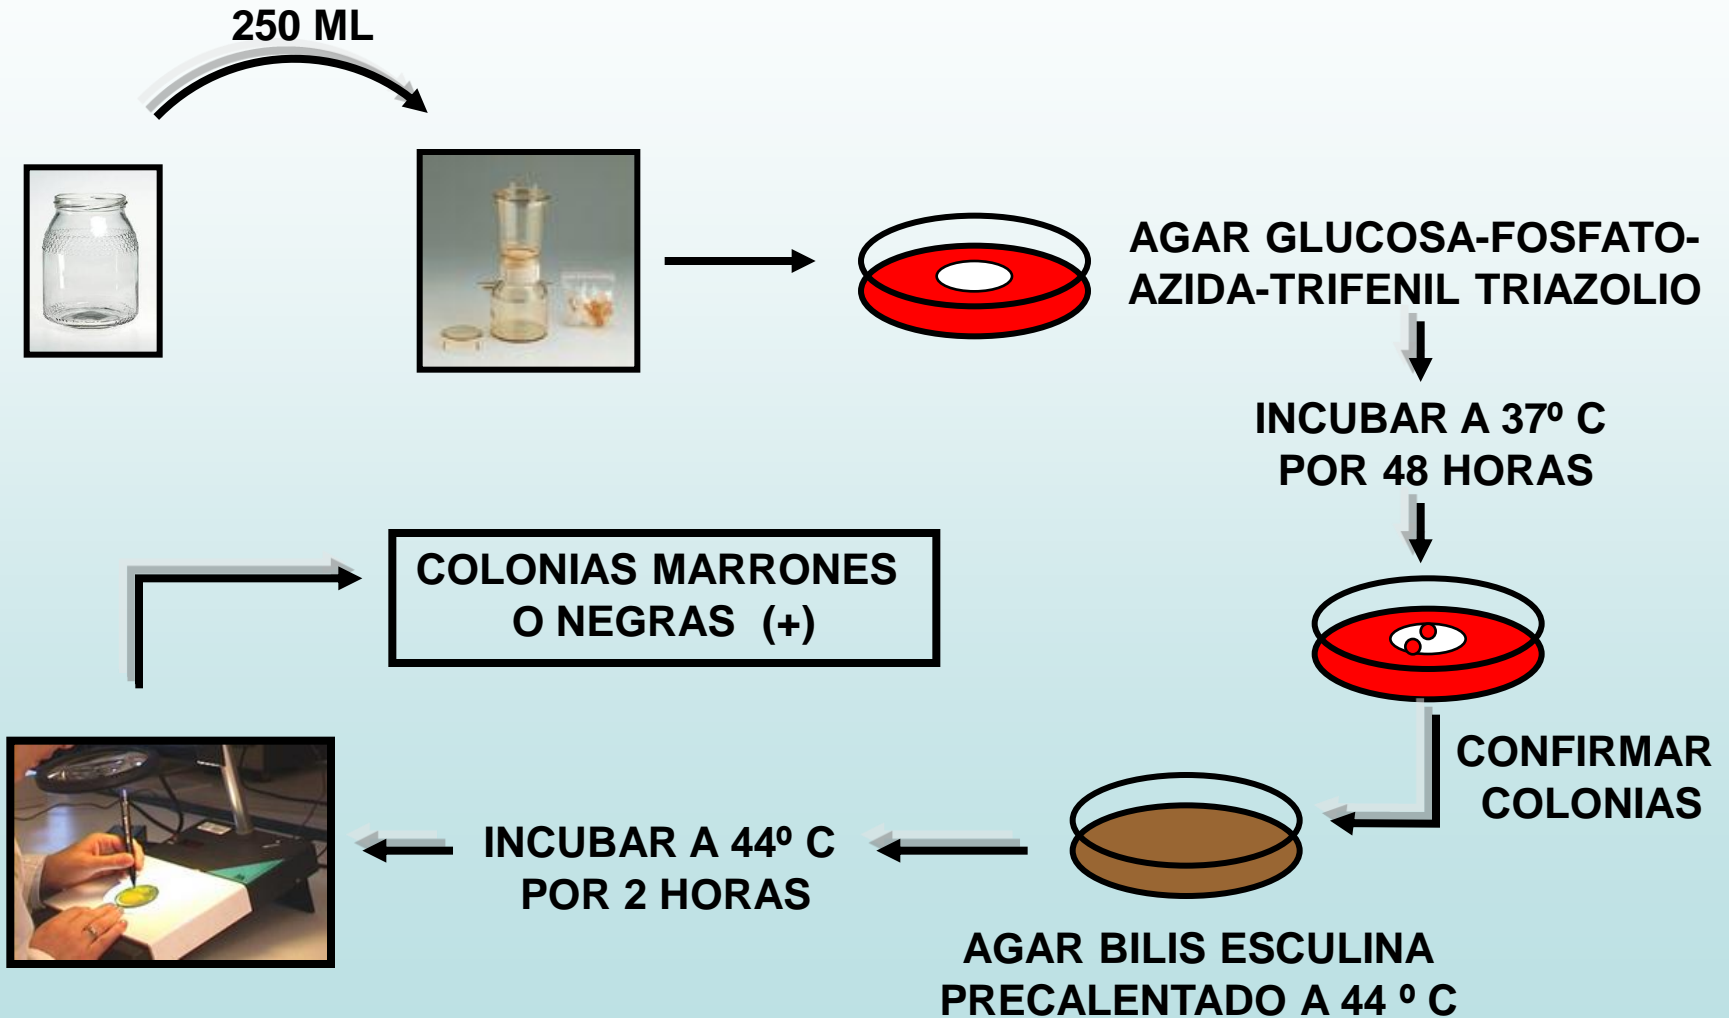 250 ML
AGAR GLUCOSA-FOSFATO-
AZIDA-TRIFENIL TRIAZOLIO
INCUBAR A 37º C
POR 48 HORAS
CONFIRMAR
COLONIAS
AGAR BILIS ESCULINA
PRECALENTADO A 44 º C
INCUBAR A 44º C
POR 2 HORAS
COLONIAS MARRONES
O NEGRAS (+)